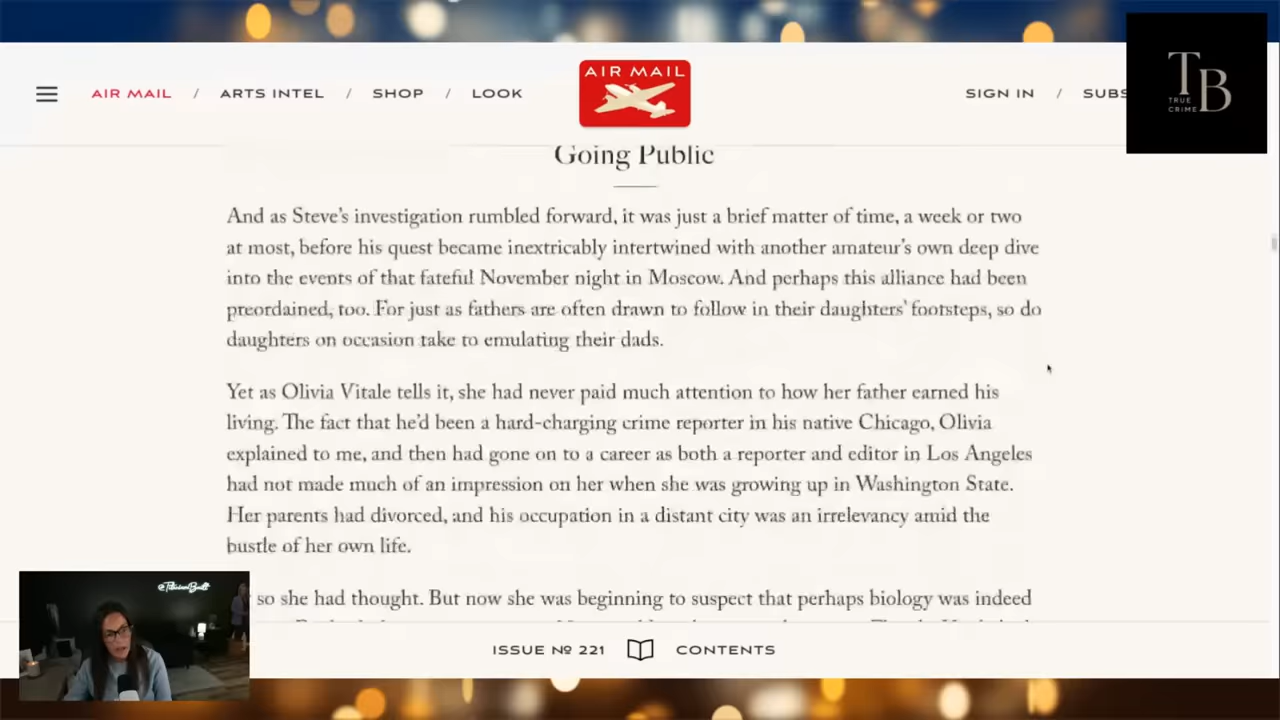 AIR MAIL / ARTS INTEL / SHOP / LOOK
AIR MAIL
SIGN IN / SUBS
TB
TRUE
CRIME
Going Public
And as Steve’s investigation rumbled forward, it was just a brief matter of time, a week or two
at most, before his quest became inextricably intertwined with another amateur’s own deep dive
into the events of that fateful November night in Moscow. And perhaps this alliance had been
preordained, too. For just as fathers are often drawn to follow in their daughters’ footsteps, so do
daughters on occasion take to emulating their dads.
Yet as Olivia Vitale tells it, she had never paid much attention to how her father earned his
living. The fact that he’d been a hard-charging crime reporter in his native Chicago, Olivia
explained to me, and then had gone on to a career as both a reporter and editor in Los Angeles
had not made much of an impression on her when she was growing up in Washington State.
Her parents had divorced, and his occupation in a distant city was an irrelevancy amid the
bustle of her own life.
so she had thought. But now she was beginning to suspect that perhaps biology was indeed
ISSUE Nº 221 CONTENTS